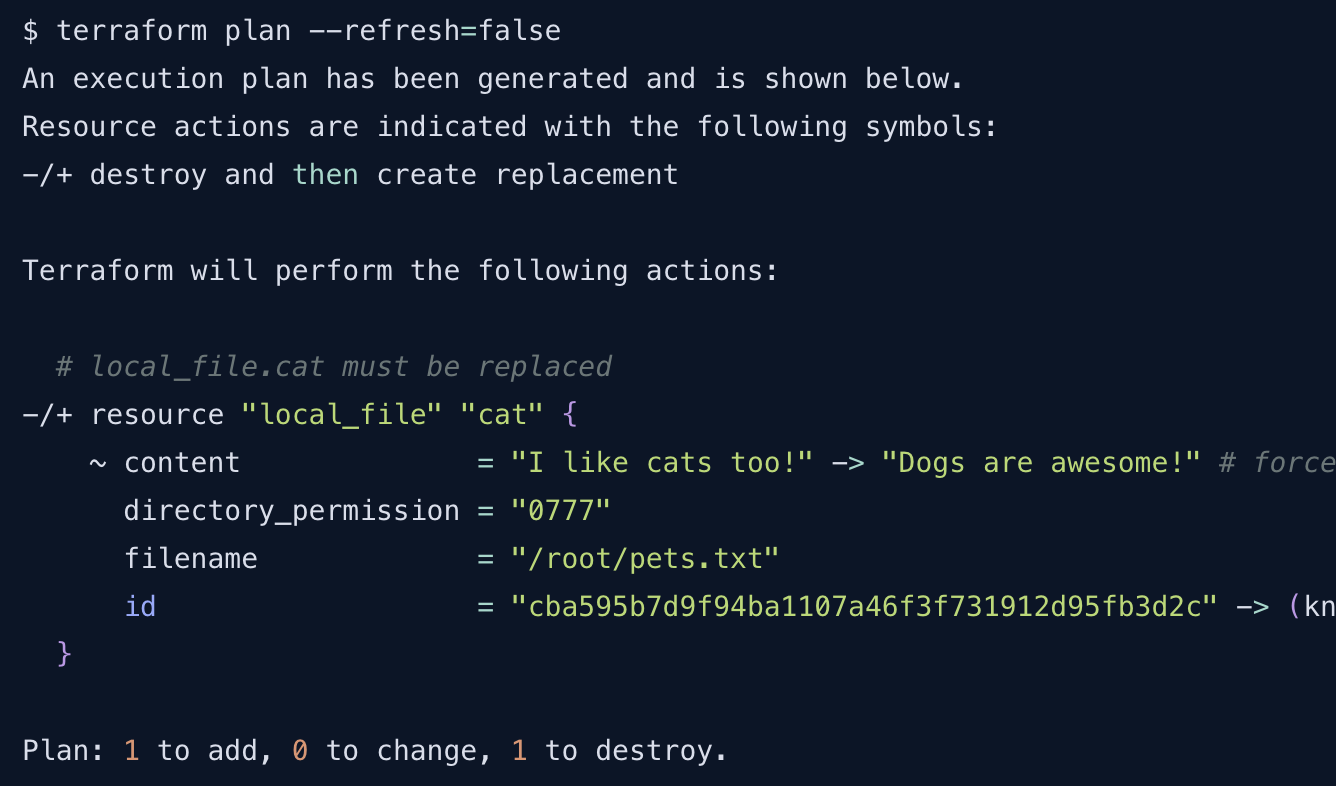 $ terraform plan --refresh=false
An execution plan has been generated and is shown below.
Resource actions are indicated with the following symbols:
-/+ destroy and then create replacement
Terraform will perform the following actions:
# local_file.cat must be replaced
-/+ resource "local_file" "cat" {
~ content = "I like cats too!" -> "Dogs are awesome!" # force
directory_permission = "0777"
filename = "/root/pets.txt"
id = "cba595b7d9f94ba1107a46f3f731912d95fb3d2c" -> (kn
}
Plan: 1 to add, 0 to change, 1 to destroy.